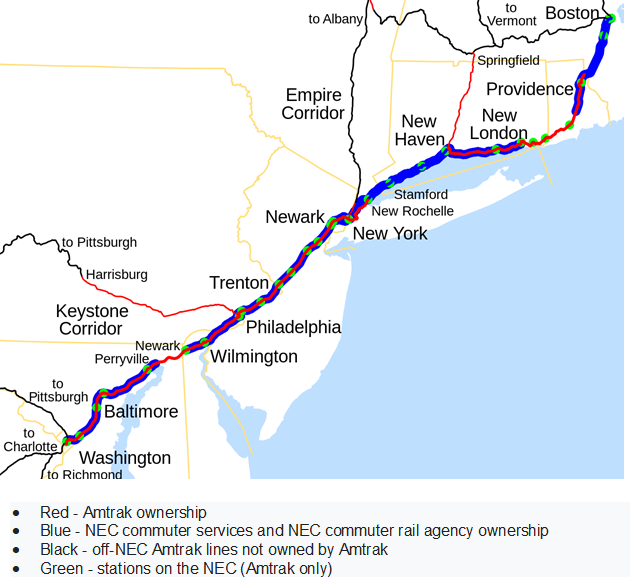 to Albany
to
Vermont
Boston
Springfield
Providence
Empire
Corridor
New
Haven
New
London
Stamford
New Rochelle
Newark
New York
to Pittsburgh
Harrisburg
Trenton
Keystone
Corridor
Philadelphia
Newark
Perryville
Wilmington
to
Pittsburgh
Baltimore
to
Charlotte
Washington
to Richmond
• Red - Amtrak ownership
• Blue - NEC commuter services and NEC commuter rail agency ownership
• Black - off-NEC Amtrak lines not owned by Amtrak
• Green - stations on the NEC (Amtrak only)